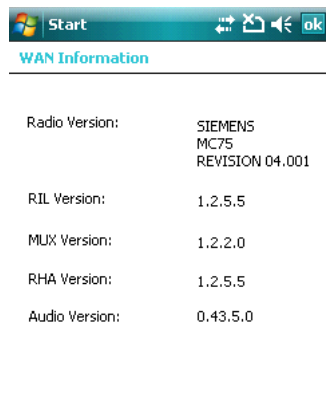 Start ok
WAN Information
Radio Version: SIEMENS
MC75
REVISION 04.001
RIL Version: 1.2.5.5
MUX Version: 1.2.2.0
RHA Version: 1.2.5.5
Audio Version: 0.43.5.0